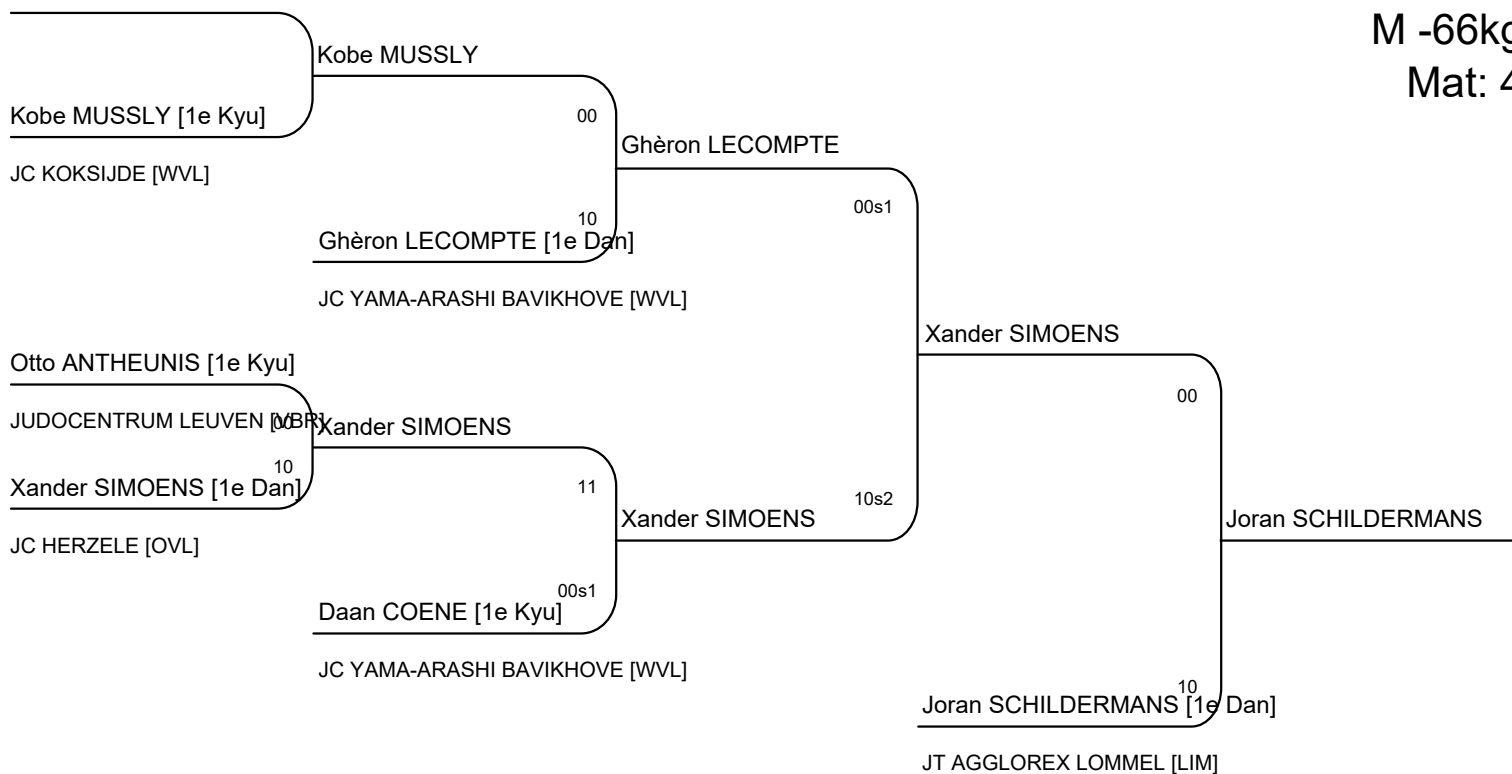 M -66kg
Mat: 4
Kobe MUSSLY
Kobe MUSSLY [1e Kyu]
00
Ghèron LECOMPTE
JC KOKSIJDE [WVL]
00s1
10
Ghèron LECOMPTE [1e Dan]
JC YAMA-ARASHI BAVIKHOVE [WVL]
Xander SIMOENS
Otto ANTHEUNIS [1e Kyu]
00
JUDOCENTRUM LEUVEN [VBR]
00
Xander SIMOENS
10
Xander SIMOENS [1e Dan]
11
10s2
Xander SIMOENS
Joran SCHILDERMANS
JC HERZELE [OVL]
00s1
Daan COENE [1e Kyu]
JC YAMA-ARASHI BAVIKHOVE [WVL]
10
Joran SCHILDERMANS [1e Dan]
JT AGGLOREX LOMMEL [LIM]